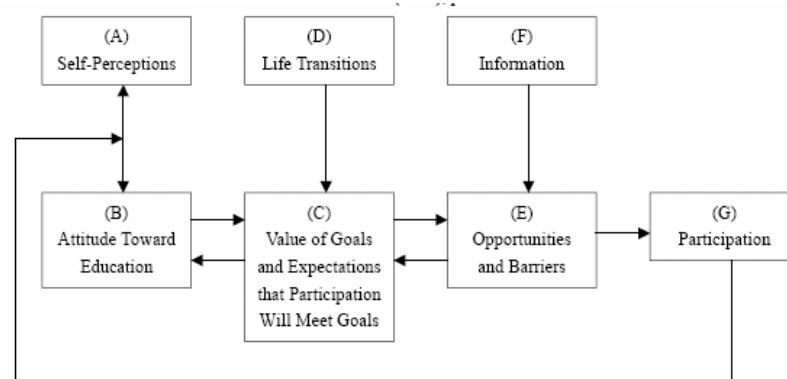 (A)
Self-Perceptions
(D)
Life Transitions
(F)
Information
(B)
Attitude Toward
Education
(C)
Value of Goals
and Expectations
that Participation
Will Meet Goals
(E)
Opportunities
and Barriers
(G)
Participation